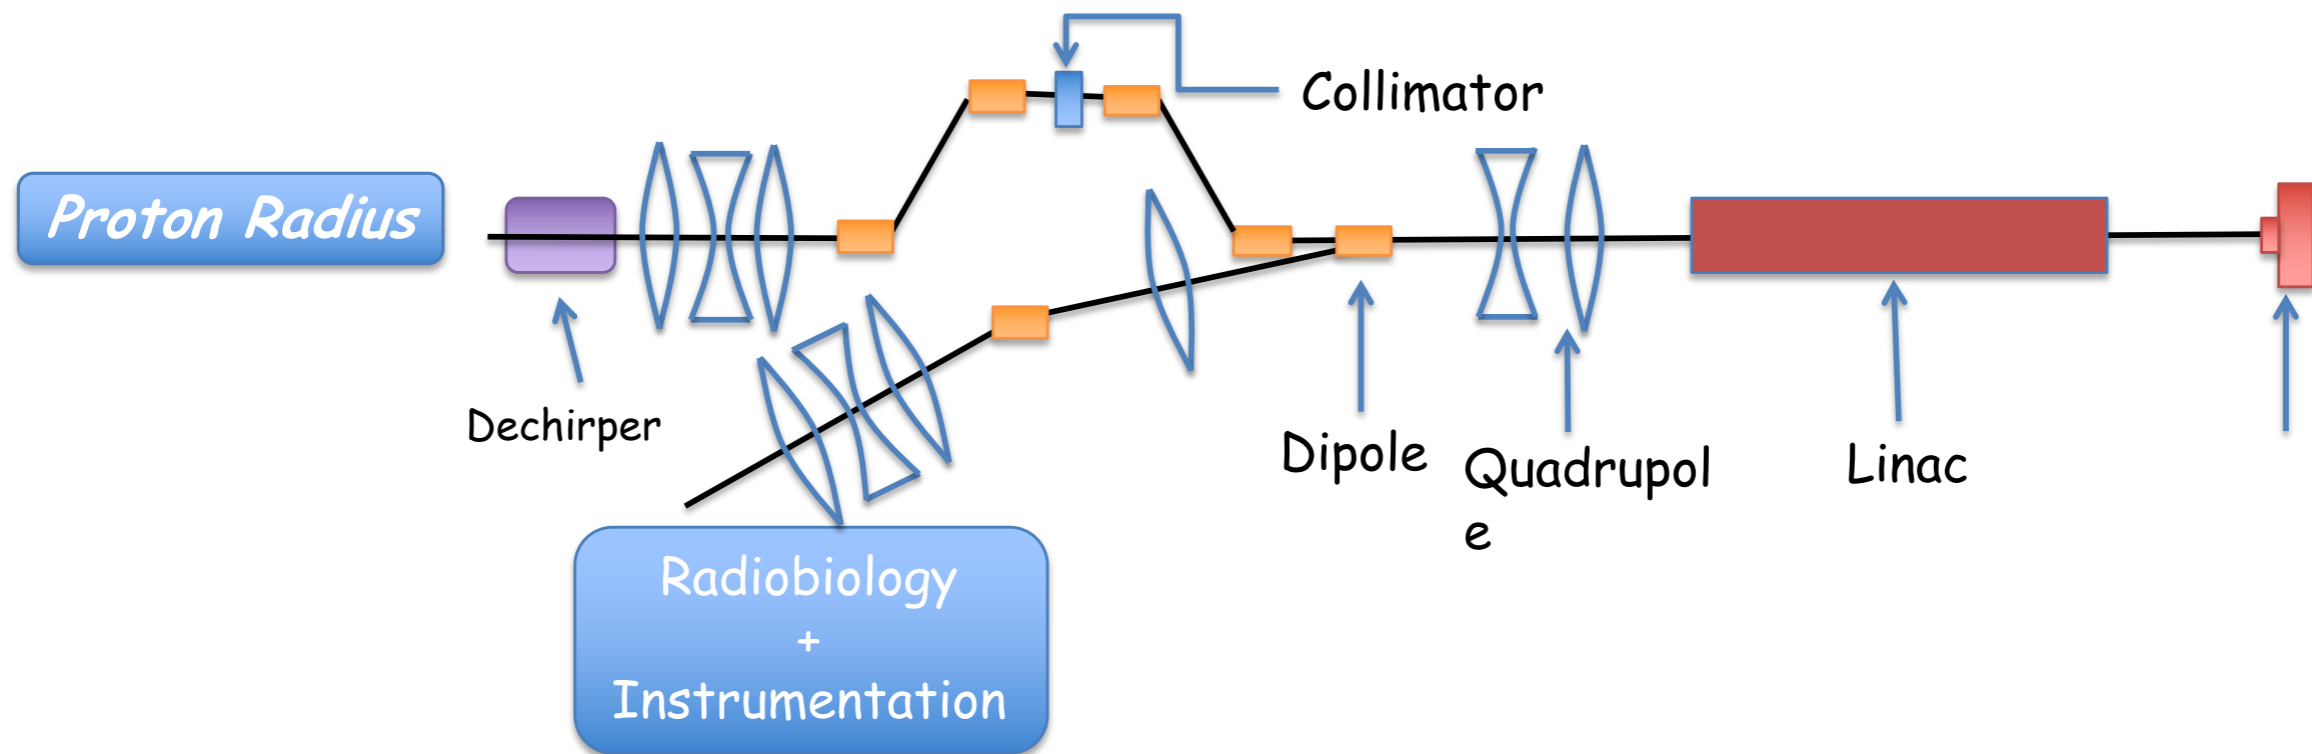 Collimator
Proton Radius
Dechirper
Dipole
Quadrupol
e
Linac
Radiobiology
+
Instrumentation